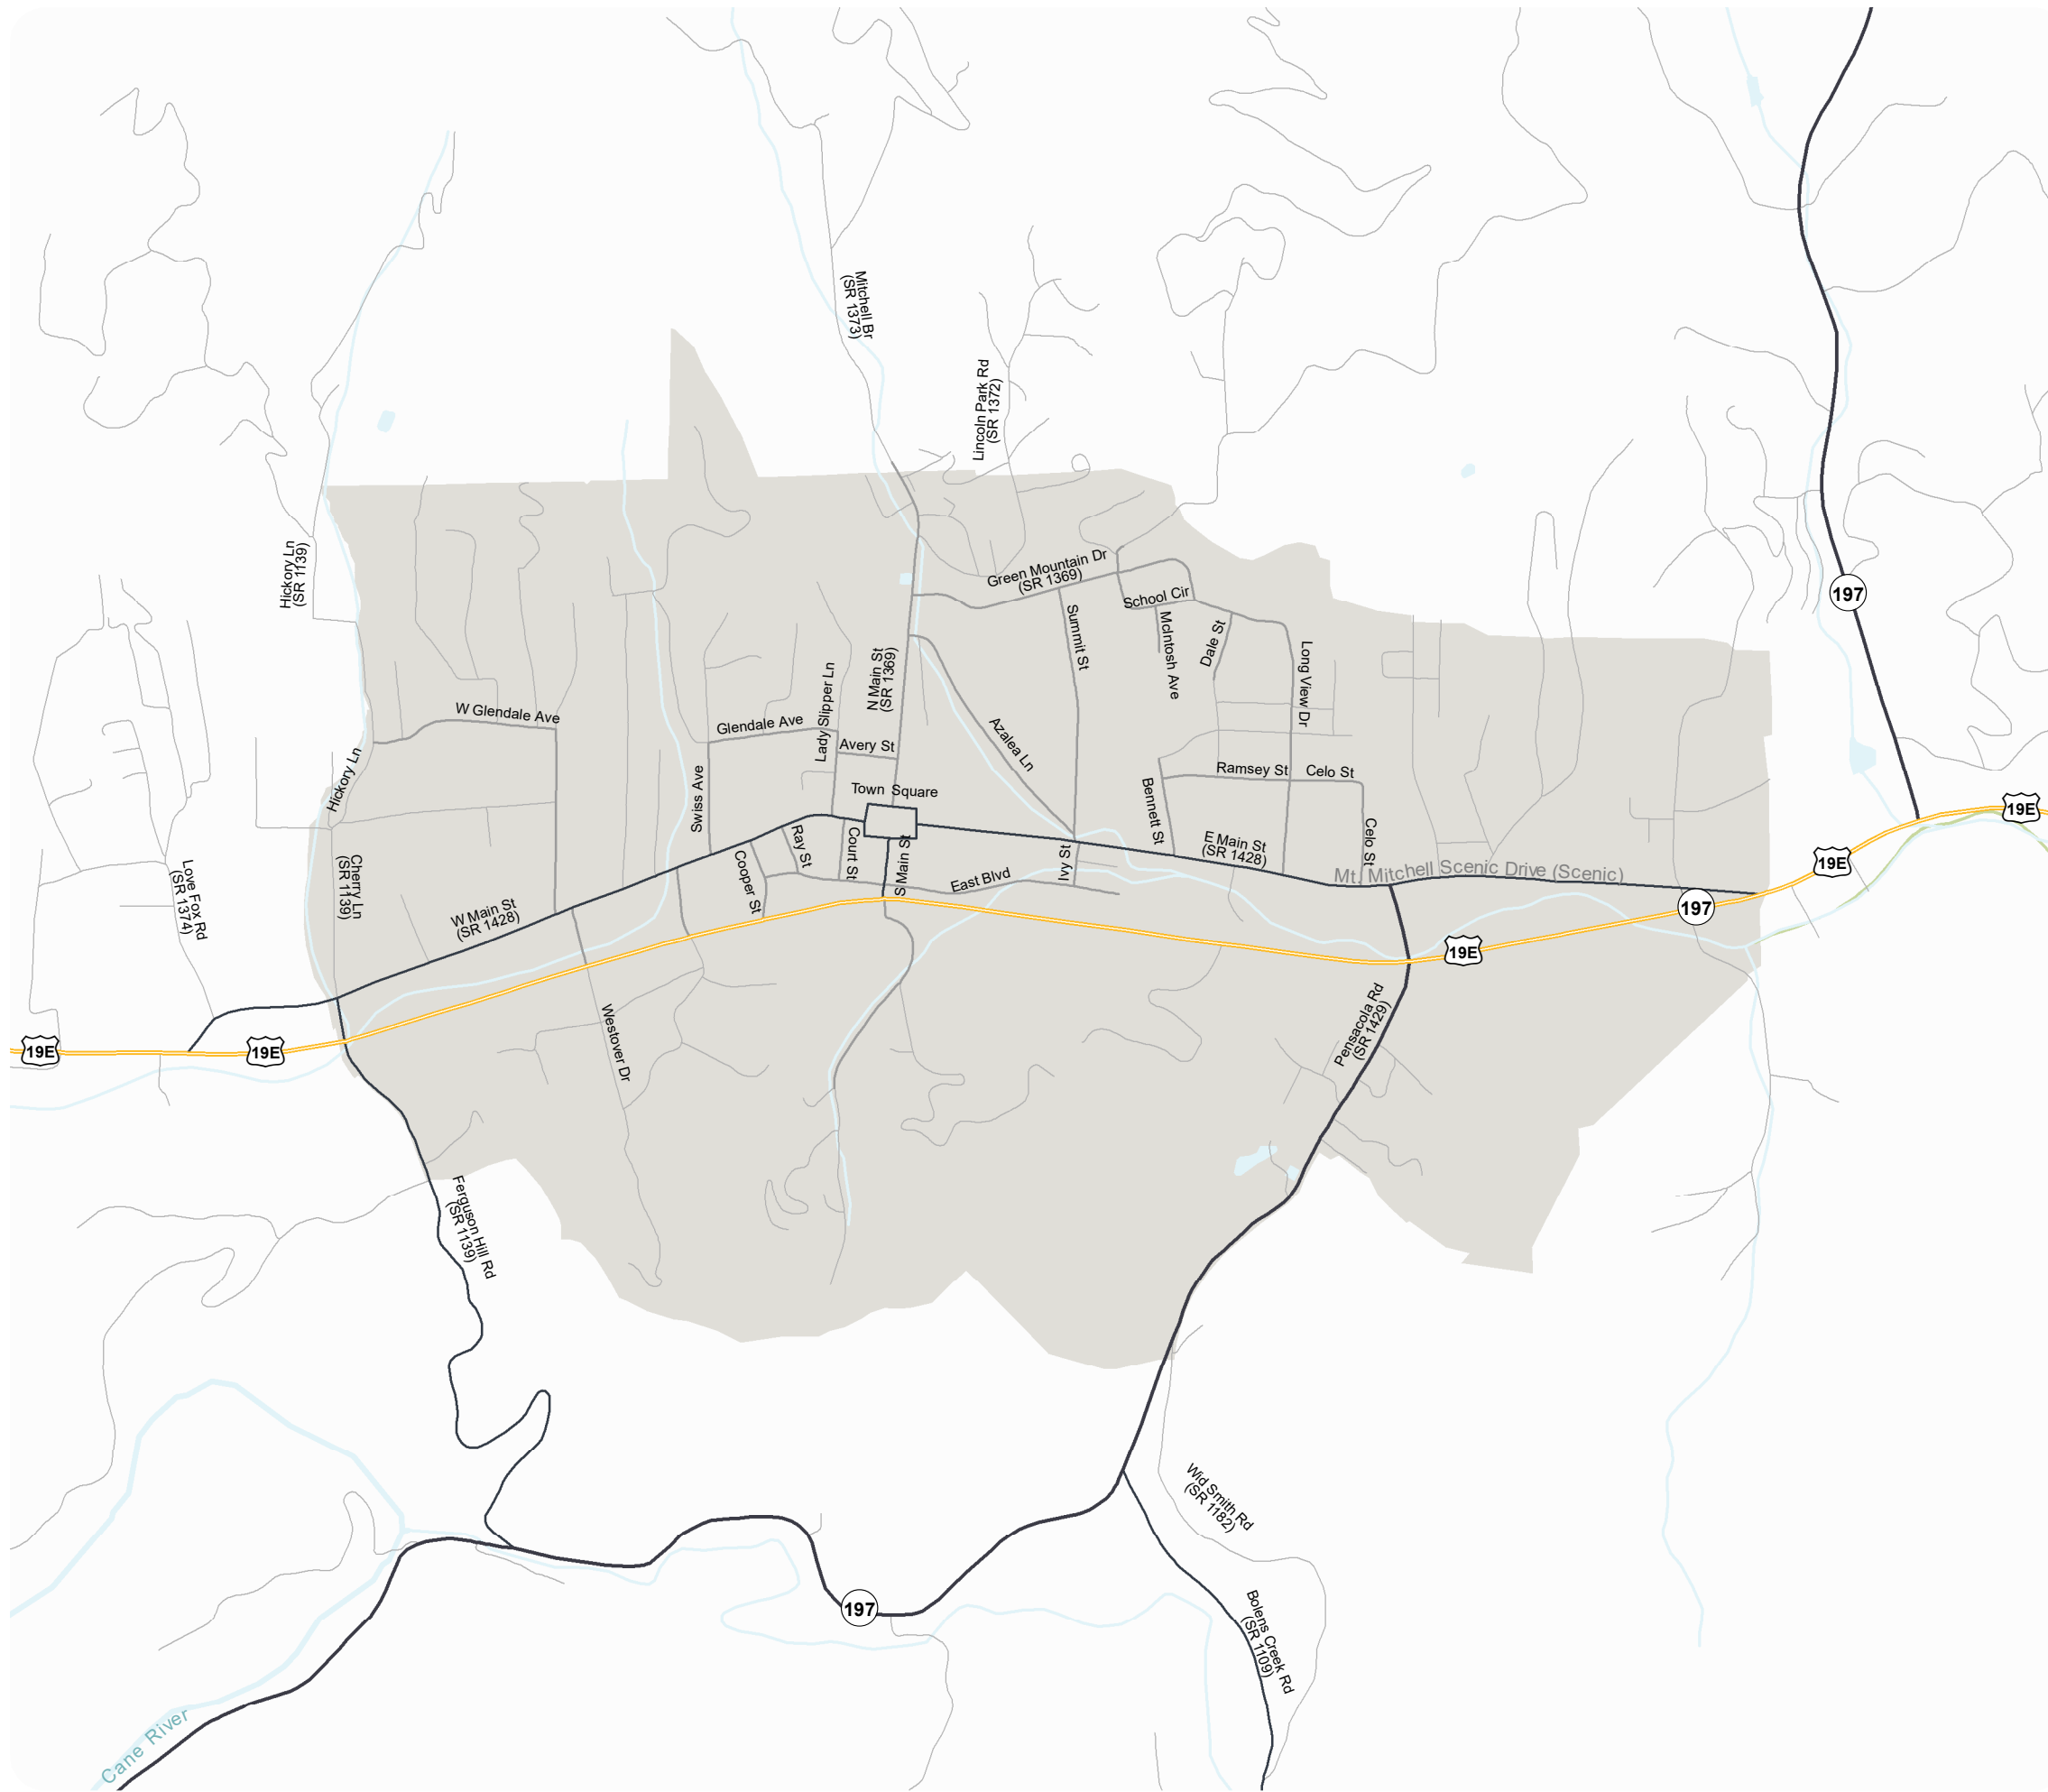 Mitchell Br
(SR 1373)
Lincoln Park Rd
(SR 1372)
Hickory Ln
(SR 1139)
Green Mountain Dr
(SR 1369)
School Cir
197
Summit St
McIntosh Ave
Dale St
Long View Dr
N Main St
(SR 1369)
Lady Slipper Ln
W Glendale Ave
Glendale Ave
Avery St
Azalea Ln
Hickory Ln
Swiss Ave
Town Square
Bennett St
Ramsey St
Celo St
19E
Ray St
Court St
S Main St
Ivy St
E Main St
(SR 1428)
Celo St
19E
Love Fox Rd
(SR 1374)
Cherry Ln
(SR 1139)
Cooper St
East Blvd
Mt. Mitchell Scenic Drive (Scenic)
W Main St
(SR 1428)
197
19E
19E
19E
Westover Dr
Pensacola Rd
(SR 1429)
Ferguson Hill Rd
(SR 1139)
Wid Smith Rd
(SR 1182)
197
Bolens Creek Rd
(SR 1109)
Cane River